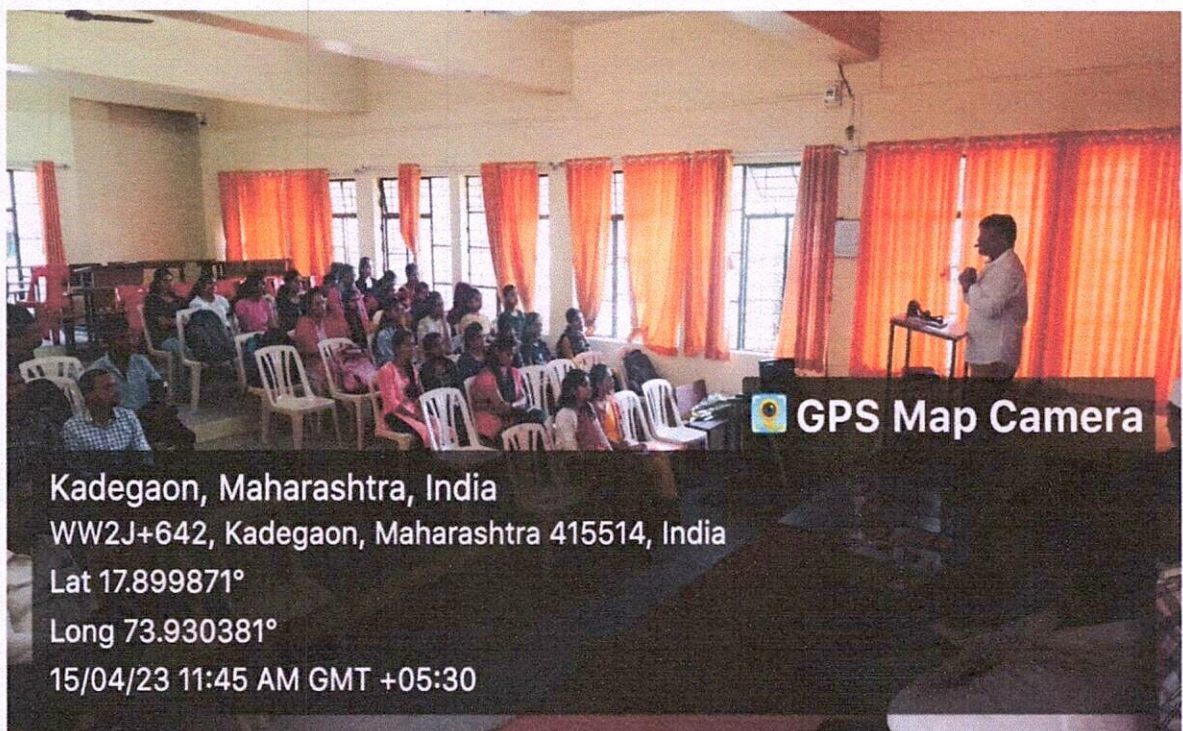 GPS Map Camera
Kadegaon, Maharashtra, India
WW2J+642, Kadegaon, Maharashtra 415514, India
Lat 17.899871°
Long 73.930381°
15/04/23 11:45 AM GMT +05:30